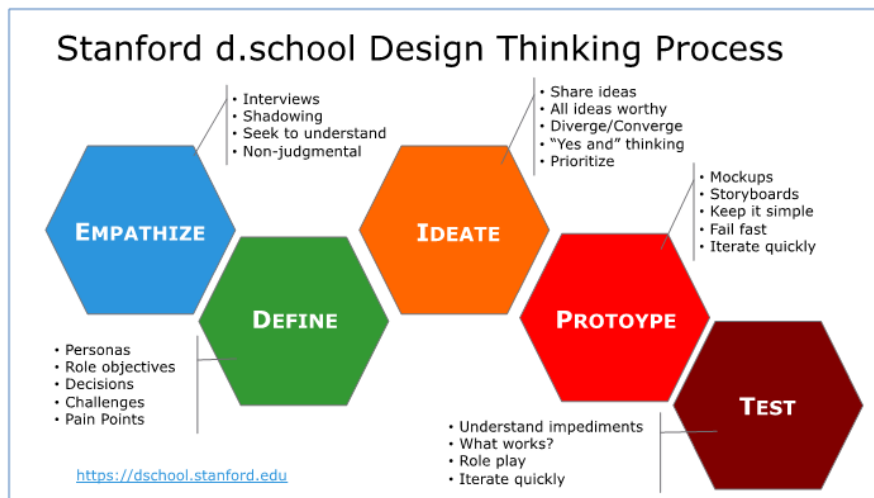 Stanford d.school Design Thinking Process
• Interviews
• Shadowing
• Seek to understand
• Non-judgmental
EMPATHIZE
• Personas
• Role objectives
• Decisions
• Challenges
• Pain Points
DEFINE
• Share ideas
• All ideas worthy
• Diverge/Converge
• “Yes and” thinking
• Prioritize
IDEATE
• Mockups
• Storyboards
• Keep it simple
• Fail fast
• Iterate quickly
PROTOYPE
• Understand impediments
• What works?
• Role play
• Iterate quickly
TEST
https://dschool.stanford.edu